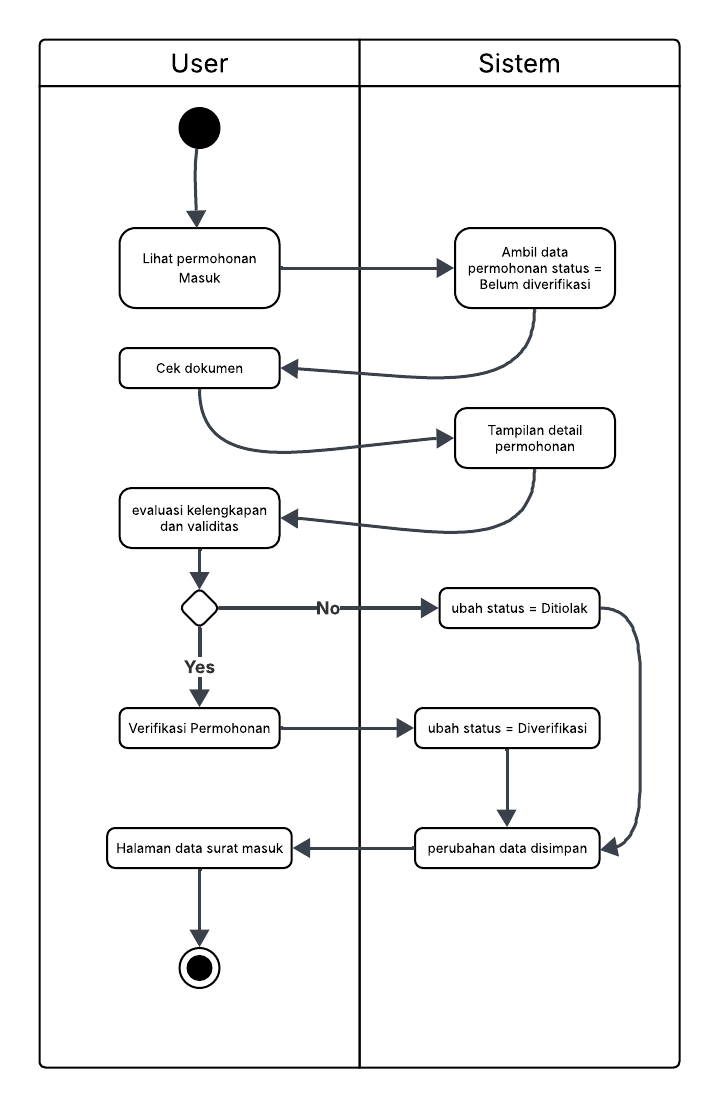 User
Sistem
Lihat permohonan
Masuk
Ambil data
permohonan status =
Belum diverifikasi
Cek dokumen
Tampilan detail
permohonan
evaluasi kelengkapan
dan validitas
No
ubah status = Ditiolak
Yes
Verifikasi Permohonan
ubah status = Diverifikasi
Halaman data surat masuk
perubahan data disimpan